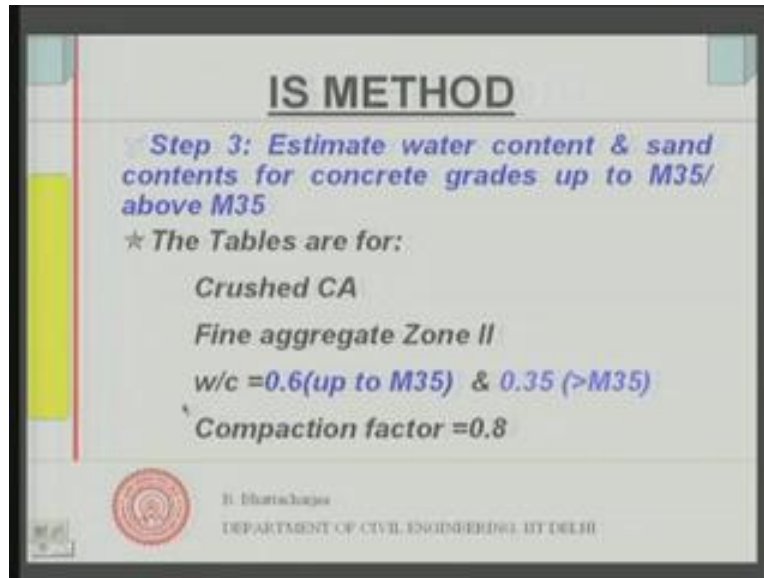 IS METHOD
Step 3: Estimate water content & sand
contents for concrete grades up to M35/
above M35
The Tables are for:
Crushed CA
Fine aggregate Zone II
w/c =0.6(up to M35) & 0.35 (>M35)
Compaction factor =0.8
B. Bhattacharjee
DEPARTMENT OF CIVIL ENGINEERING, IIT DELHI